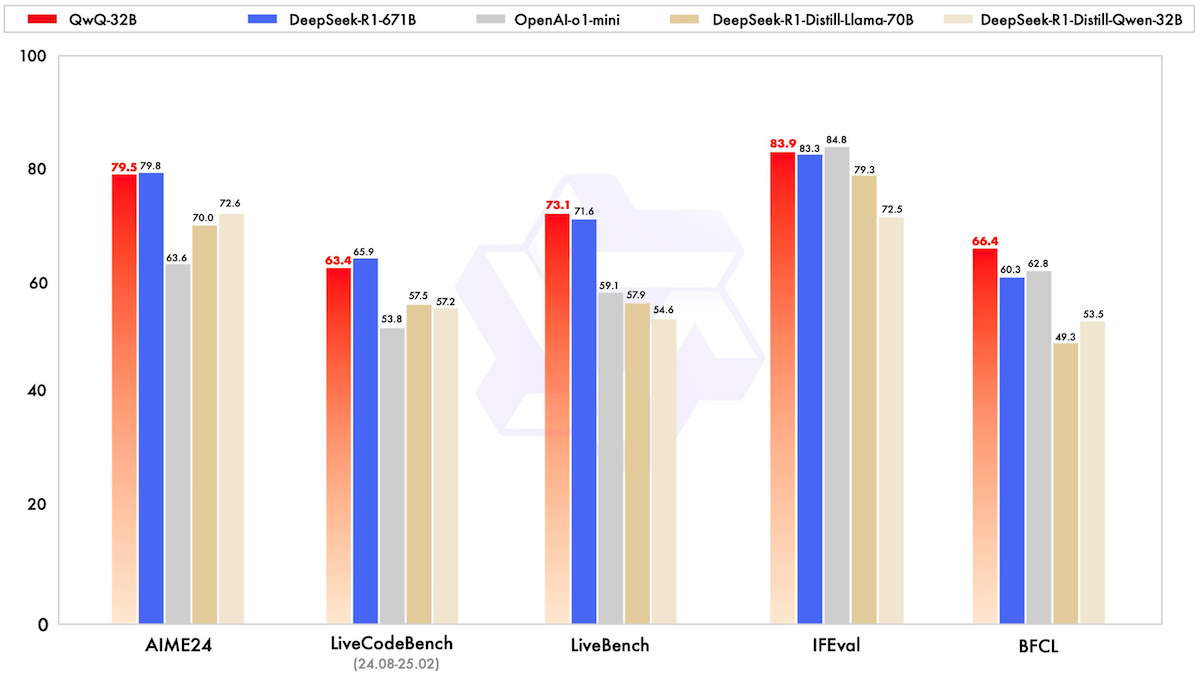 QwQ-32B DeepSeek-R1-671B OpenAI-o1-mini DeepSeek-R1-Distill-Llama-70B DeepSeek-R1-Distill-Qwen-32B
100
80
60
40
20
0
79.5 79.8 63.6 70.0 72.6
63.4 65.9 53.8 57.5 57.2
73.1 71.6 59.1 57.9 54.6
83.9 83.3 84.8 79.3 72.5
66.4 60.3 62.8 49.3 53.5
AIME24 LiveCodeBench LiveBench IFEval BFCL
(24.08-25.02)